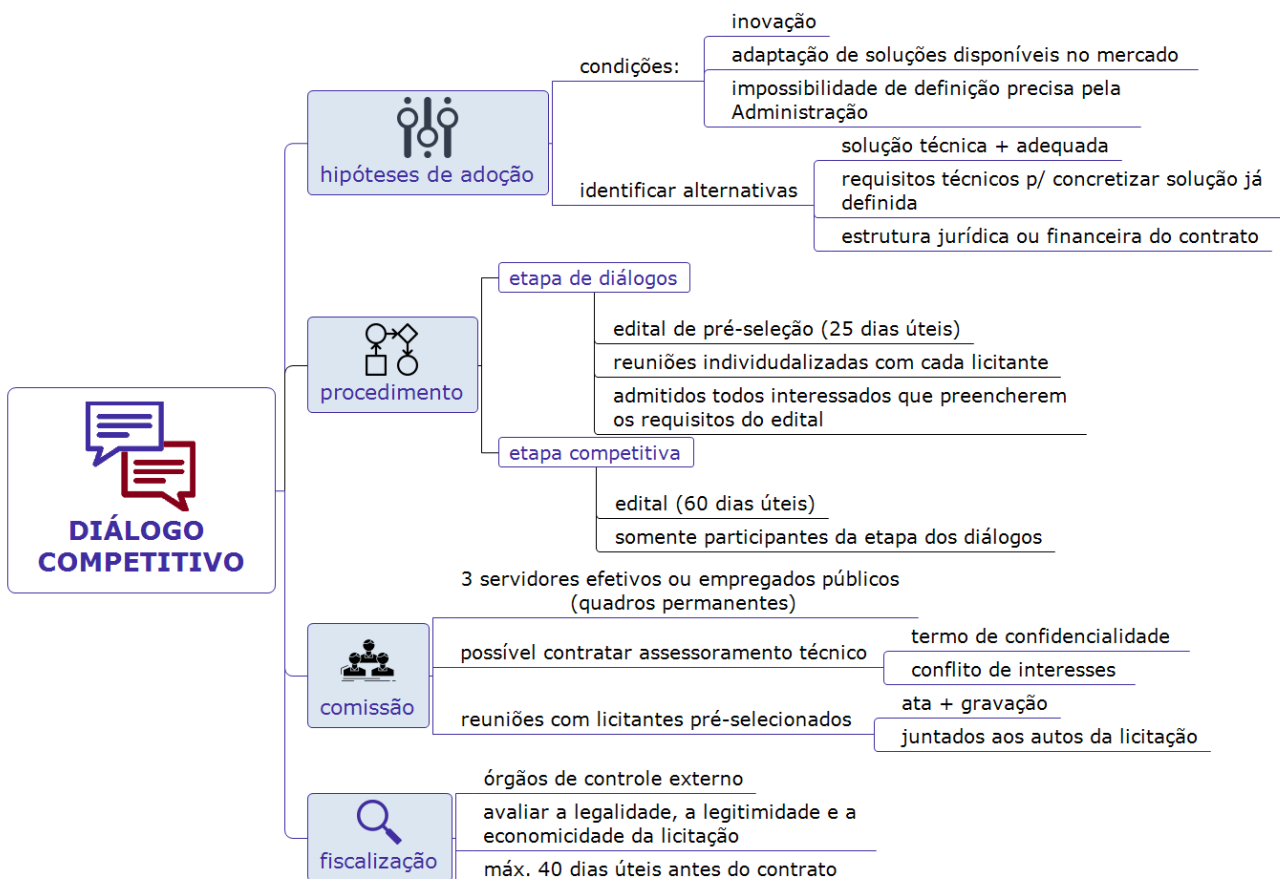 DIÁLOGO
COMPETITIVO
hipóteses de adoção
condições:
inovação
adaptação de soluções disponíveis no mercado
impossibilidade de definição precisa pela
Administração
identificar alternativas
solução técnica + adequada
requisitos técnicos p/ concretizar solução já
definida
estrutura jurídica ou financeira do contrato
procedimento
etapa de diálogos
edital de pré-seleção (25 dias úteis)
reuniões individudalizadas com cada licitante
admitidos todos interessados que preencherem
os requisitos do edital
etapa competitiva
edital (60 dias úteis)
somente participantes da etapa dos diálogos
comissão
3 servidores efetivos ou empregados públicos
(quadros permanentes)
possível contratar assessoramento técnico
termo de confidencialidade
conflito de interesses
reuniões com licitantes pré-selecionados
ata + gravação
juntados aos autos da licitação
fiscalização
órgãos de controle externo
avaliar a legalidade, a legitimidade e a
economicidade da licitação
máx. 40 dias úteis antes do contrato